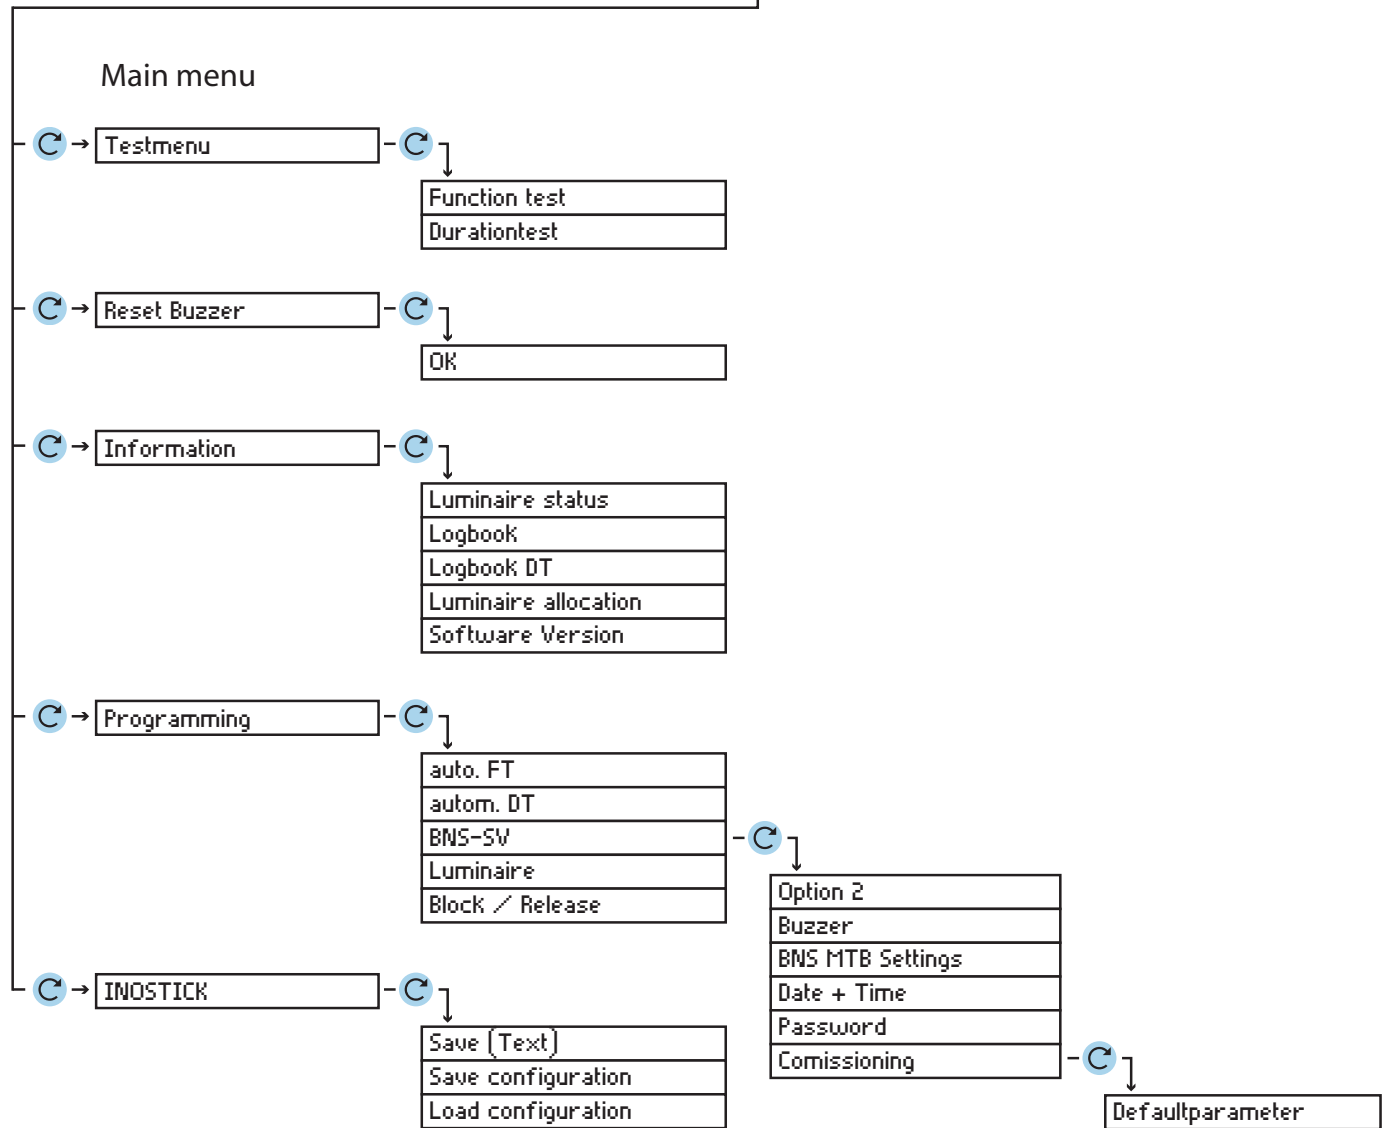 Main menu
Testmenu
Function test
Durationtest
Reset Buzzer
OK
Information
Luminaire status
Logbook
Logbook DT
Luminaire allocation
Software Version
Programming
auto. FT
autom. DT
BNS-SV
Luminaire
Block / Release
Option 2
Buzzer
BNS MTB Settings
Date + Time
Password
Comissioning
Defaultparameter
INOSTICK
Save (Text)
Save configuration
Load configuration